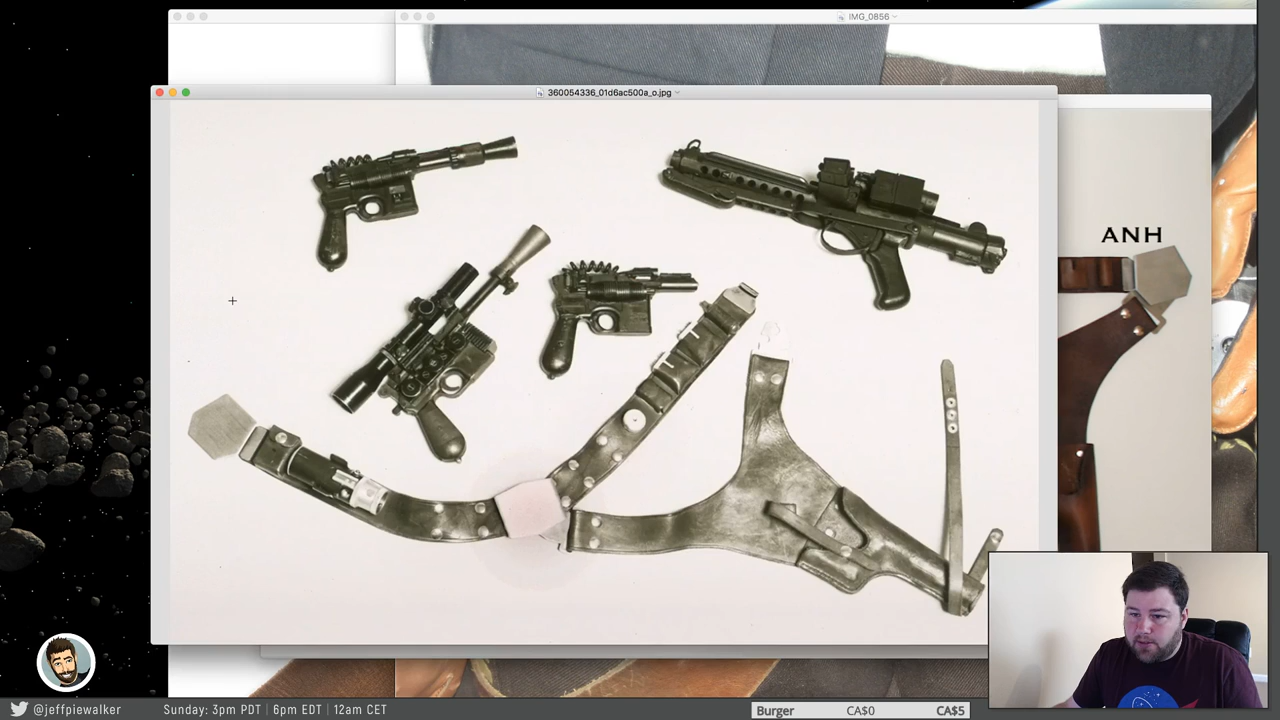 IMG_0856
360054336_01d6ac500a_o.jpg
ANH
@jeffpiewalker
Sunday: 3pm PDT | 6pm EDT | 12am CET
Burger CA$0 CA$5